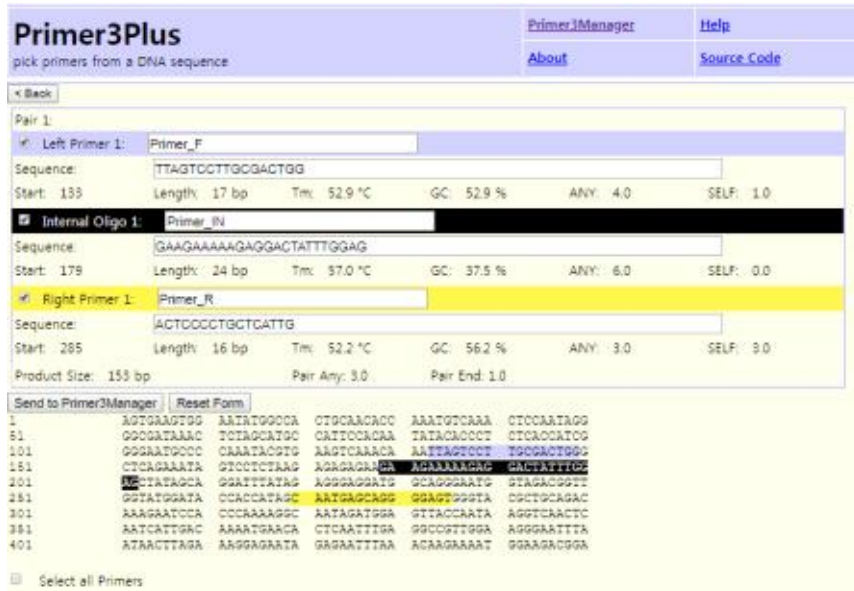 Primer3Plus
pick primers from a DNA sequence
Primer3Manager Help
About Source Code
< Back
Pair 1:
Left Primer 1: Primer_F
Sequence: TTAGTCCTTGCGACTGG
Start: 133 Length: 17 bp Tm: 52.9 °C GC: 52.9 % ANY: 4.0 SELF: 1.0
Internal Oligo 1: Primer_IN
Sequence: GAAGAAAAAGAGGACTATTTGGAG
Start: 179 Length: 24 bp Tm: 57.0 °C GC: 37.5 % ANY: 6.0 SELF: 0.0
Right Primer 1: Primer_R
Sequence: ACTCCCCTGCTCATTG
Start: 285 Length: 16 bp Tm: 52.2 °C GC: 56.2 % ANY: 3.0 SELF: 3.0
Product Size: 153 bp Pair Any: 3.0 Pair End: 1.0
Send to Primer3Manager Reset Form
1 AGTGAAGTGG AATATGGCCA CTGCAACACC AAATGTCAAA CTCCAATAGG
51 GGCGATAAAC TCTAGCATGC CATTCCACAA TATACACCCT CTCACCATCG
101 GGGAATGCCC CAAATACGTG AAGTCAAACA AATTAGTCCT TGCGACTGGG
151 CTCAGAAATA GTCCTCTAAG AGAGAGAAGA AGAAAAAGAG GACTATTTGG
201 AGCTATAGCA GGATTTATAG AGGGAGGATG GCAGGGAATG GTAGACGGTT
251 GGTATGGATA CCACCATAGC AATGAGCAGG GGAGTGGGTA CGCTGCAGAC
301 AAAGAATCCA CCCAAAAGGC AATAGATGGA GTTACCAATA AGGTCAACTC
351 AATCATTGAC AAAATGAACA CTCAATTTGA GGCCGTTGGA AGGGAATTTA
401 ATAACTTAGA AAGGAGAATA GAGAATTTAA ACAAGAAAAT GGAAGACGGA
Select all Primers